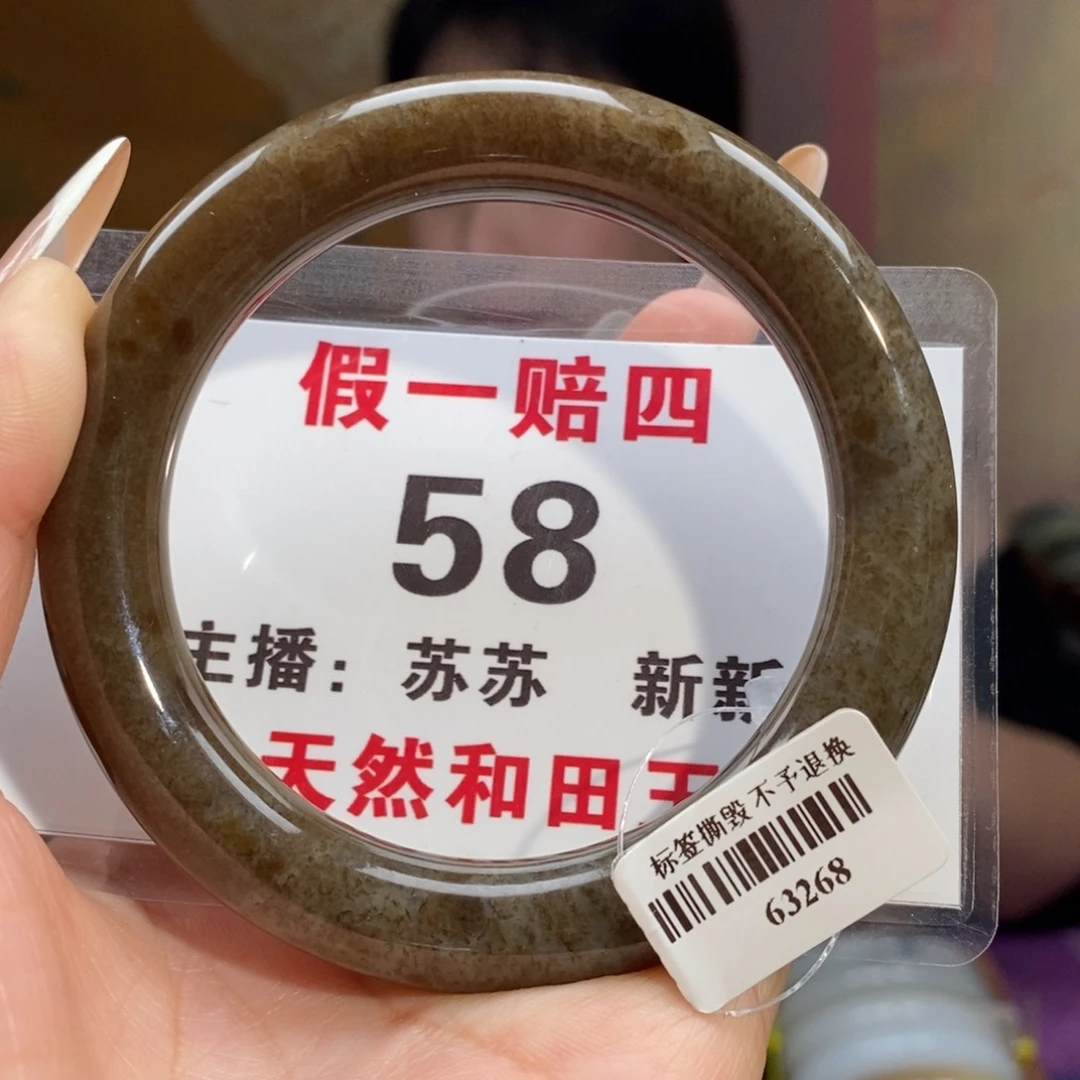 假一赔四
58
主播： 苏苏 新新
天然和田玉
标签撕毁 不予退换
63268